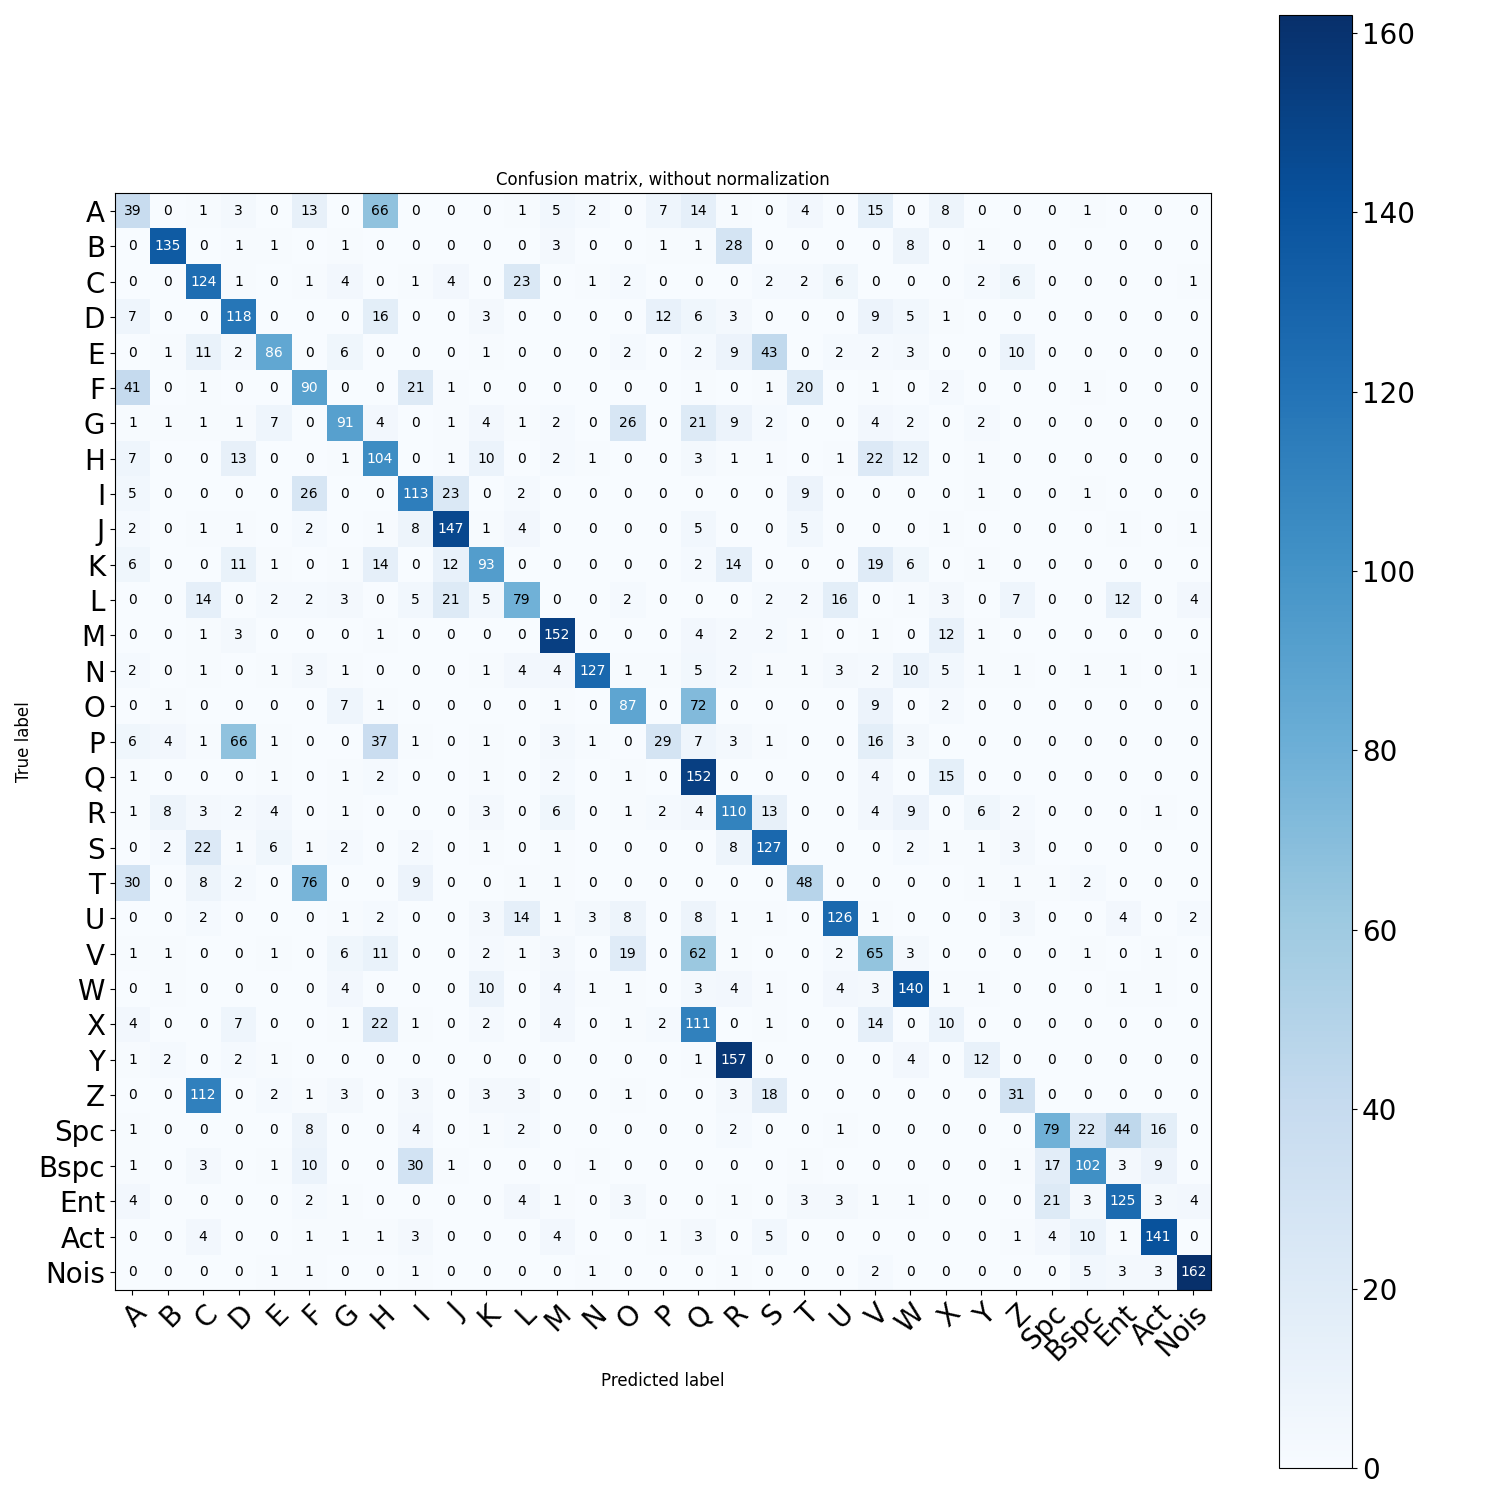 Confusion matrix, without normalization
A 39 0 1 3 0 13 0 66 0 0 0 1 5 2 0 7 14 1 0 4 0 15 0 8 0 0 0 1 0 0 0
B 0 135 0 1 1 0 1 0 0 0 0 0 3 0 0 1 1 28 0 0 0 0 8 0 1 0 0 0 0 0 0
C 0 0 124 1 0 1 4 0 1 4 0 23 0 1 2 0 0 0 2 2 6 0 0 0 2 6 0 0 0 0 1
D 7 0 0 118 0 0 0 16 0 0 3 0 0 0 0 12 6 3 0 0 0 9 5 1 0 0 0 0 0 0 0
E 0 1 11 2 86 0 6 0 0 0 1 0 0 0 2 0 2 9 43 0 2 2 3 0 0 10 0 0 0 0 0
F 41 0 1 0 0 90 0 0 21 1 0 0 0 0 0 0 1 0 1 20 0 1 0 2 0 0 0 1 0 0 0
G 1 1 1 1 7 0 91 4 0 1 4 1 2 0 26 0 21 9 2 0 0 4 2 0 2 0 0 0 0 0 0
H 7 0 0 13 0 0 1 104 0 1 10 0 2 1 0 0 3 1 1 0 1 22 12 0 1 0 0 0 0 0 0
I 5 0 0 0 0 26 0 0 113 23 0 2 0 0 0 0 0 0 0 9 0 0 0 0 1 0 0 1 0 0 0
J 2 0 1 1 0 2 0 1 8 147 1 4 0 0 0 0 5 0 0 5 0 0 0 1 0 0 0 0 1 0 1
K 6 0 0 11 1 0 1 14 0 12 93 0 0 0 0 0 2 14 0 0 0 19 6 0 1 0 0 0 0 0 0
L 0 0 14 0 2 2 3 0 5 21 5 79 0 0 2 0 0 0 2 2 16 0 1 3 0 7 0 0 12 0 4
M 0 0 1 3 0 0 0 1 0 0 0 0 152 0 0 0 4 2 2 1 0 1 0 12 1 0 0 0 0 0 0
N 2 0 1 0 1 3 1 0 0 0 1 4 4 127 1 1 5 2 1 1 3 2 10 5 1 1 0 1 1 0 1
O 0 1 0 0 0 0 7 1 0 0 0 0 1 0 87 0 72 0 0 0 0 9 0 2 0 0 0 0 0 0 0
P 6 4 1 66 1 0 0 37 1 0 1 0 3 1 0 29 7 3 1 0 0 16 3 0 0 0 0 0 0 0 0
Q 1 0 0 0 1 0 1 2 0 0 1 0 2 0 1 0 152 0 0 0 0 4 0 15 0 0 0 0 0 0 0
R 1 8 3 2 4 0 1 0 0 0 3 0 6 0 1 2 4 110 13 0 0 4 9 0 6 2 0 0 0 1 0
S 0 2 22 1 6 1 2 0 2 0 1 0 1 0 0 0 0 8 127 0 0 0 2 1 1 3 0 0 0 0 0
T 30 0 8 2 0 76 0 0 9 0 0 1 1 0 0 0 0 0 0 48 0 0 0 0 1 1 1 2 0 0 0
U 0 0 2 0 0 0 1 2 0 0 3 14 1 3 8 0 8 1 1 0 126 1 0 0 0 3 0 0 4 0 2
V 1 1 0 0 1 0 6 11 0 0 2 1 3 0 19 0 62 1 0 0 2 65 3 0 0 0 0 1 0 1 0
W 0 1 0 0 0 0 4 0 0 0 10 0 4 1 1 0 3 4 1 0 4 3 140 1 1 0 0 0 1 1 0
X 4 0 0 7 0 0 1 22 1 0 2 0 4 0 1 2 111 0 1 0 0 14 0 10 0 0 0 0 0 0 0
Y 1 2 0 2 1 0 0 0 0 0 0 0 0 0 0 0 1 157 0 0 0 0 4 0 12 0 0 0 0 0 0
Z 0 0 112 0 2 1 3 0 3 0 3 3 0 0 1 0 0 3 18 0 0 0 0 0 0 31 0 0 0 0 0
Spc 1 0 0 0 0 8 0 0 4 0 1 2 0 0 0 0 0 2 0 0 1 0 0 0 0 0 79 22 44 16 0
Bspc 1 0 3 0 1 10 0 0 30 1 0 0 0 1 0 0 0 0 0 1 0 0 0 0 0 1 17 102 3 9 0
Ent 4 0 0 0 0 2 1 0 0 0 0 4 1 0 3 0 0 1 0 3 3 1 1 0 0 0 21 3 125 3 4
Act 0 0 4 0 0 1 1 1 3 0 0 0 4 0 0 1 3 0 5 0 0 0 0 0 0 1 4 10 1 141 0
Nois 0 0 0 0 1 1 0 0 1 0 0 0 0 1 0 0 0 1 0 0 0 2 0 0 0 0 0 5 3 3 162
A B C D E F G H I J K L M N O P Q R S T U V W X Y Z Spc Bspc Ent Act Nois
Predicted label
True label
160
140
120
100
80
60
40
20
0